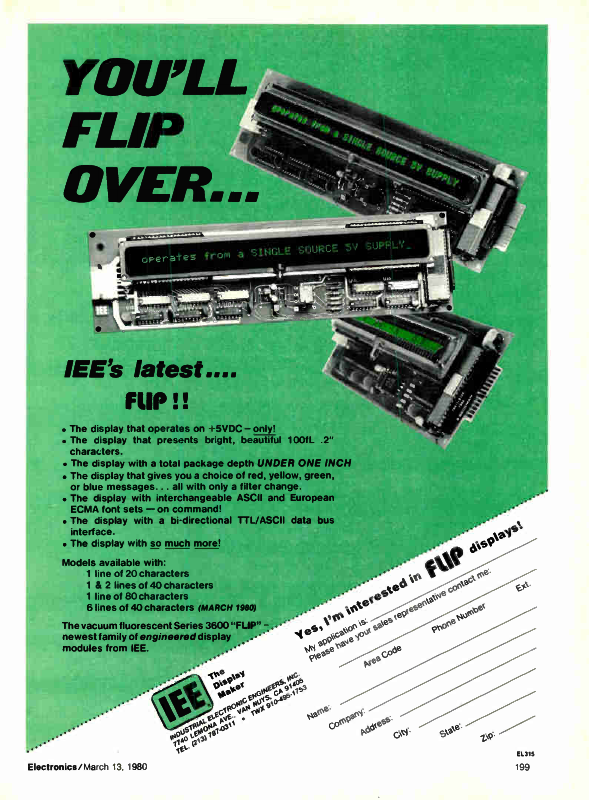 YOU'LL
FLIP
OVER...
operates from a SINGLE SOURCE 5V SUPPLY.
operates from a SINGLE SOURCE 5V SUPPLY_
IEE's latest....
FLIP !!
• The display that operates on +5VDC – only!
• The display that presents bright, beautiful 100fL .2"
characters.
• The display with a total package depth UNDER ONE INCH
• The display that gives you a choice of red, yellow, green,
or blue messages... all with only a filter change.
• The display with interchangeable ASCII and European
ECMA font sets — on command!
• The display with a bi-directional TTL/ASCII data bus
interface.
• The display with so much more!
Models available with:
1 line of 20 characters
1 & 2 lines of 40 characters
1 line of 80 characters
6 lines of 40 characters (MARCH 1980)
The vacuum fluorescent Series 3600 "FLIP" –
newest family of engineered display
modules from IEE.
IEE
The
Display
Maker
INDUSTRIAL ELECTRONIC ENGINEERS, INC.
7740 LEMONA AVE., VAN NUYS, CA 91405
TEL. (213) 787-0311 • TWX 910-495-1753
Yes, I'm interested in FLIP displays!
My application is:
Please have your sales representative contact me:
Area Code Phone Number Ext.
Name:
Company:
Address:
City: State: Zip:
EL315
Electronics/March 13, 1980
199